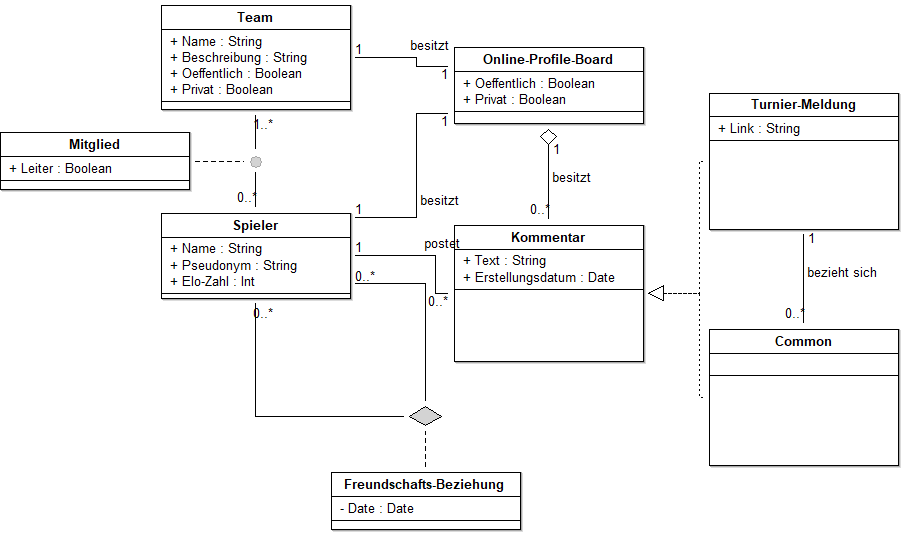 Team
+ Name : String
+ Beschreibung : String
+ Oeffentlich : Boolean
+ Privat : Boolean
1
besitzt
1
Online-Profile-Board
+ Oeffentlich : Boolean
+ Privat : Boolean
1..*
Mitglied
+ Leiter : Boolean
0..*
1
besitzt
1
1
besitzt
0..*
Turnier-Meldung
+ Link : String
Spieler
+ Name : String
+ Pseudonym : String
+ Elo-Zahl : Int
1
postet
0..*
0..*
0..*
Kommentar
+ Text : String
+ Erstellungsdatum : Date
1
bezieht sich
0..*
Common
Freundschafts-Beziehung
- Date : Date